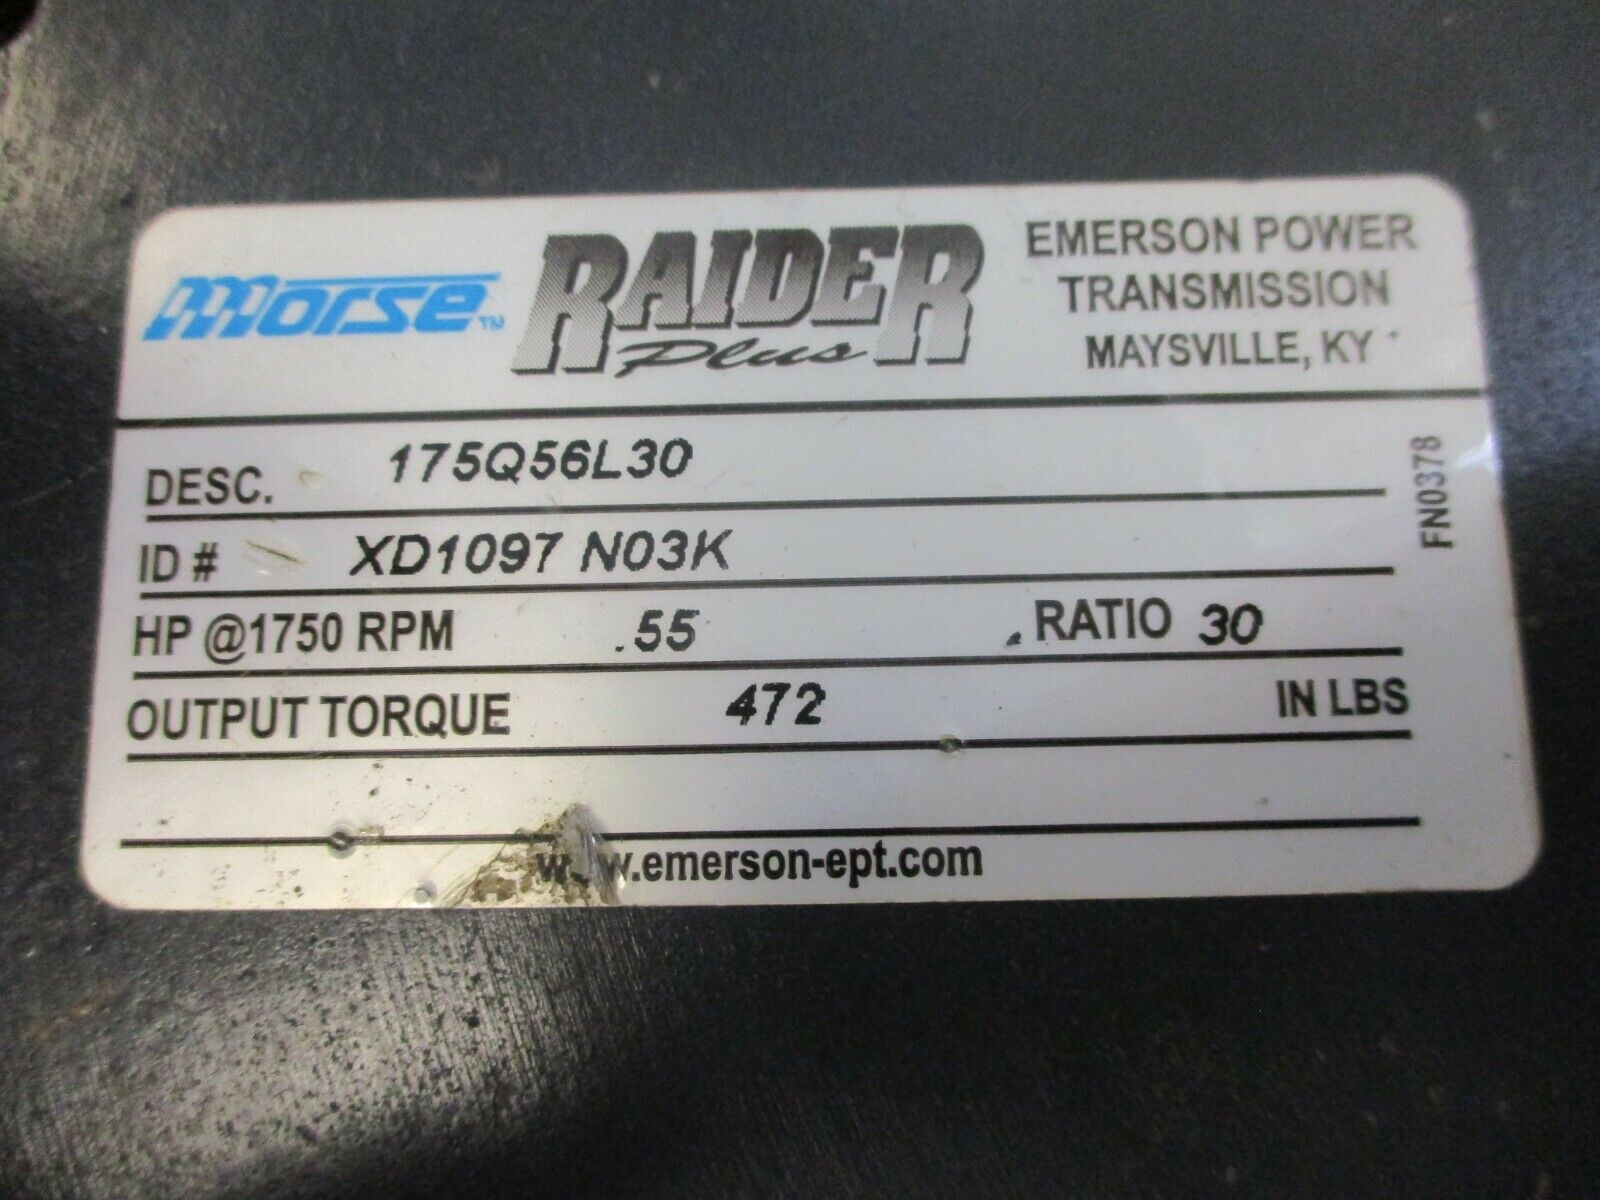 Morse™
RAIDER
Plus
EMERSON POWER
TRANSMISSION
MAYSVILLE, KY
DESC. 175Q56L30
ID # XD1097 N03K
HP @1750 RPM .55 RATIO 30
OUTPUT TORQUE 472 IN LBS
www.emerson-ept.com
FN0378